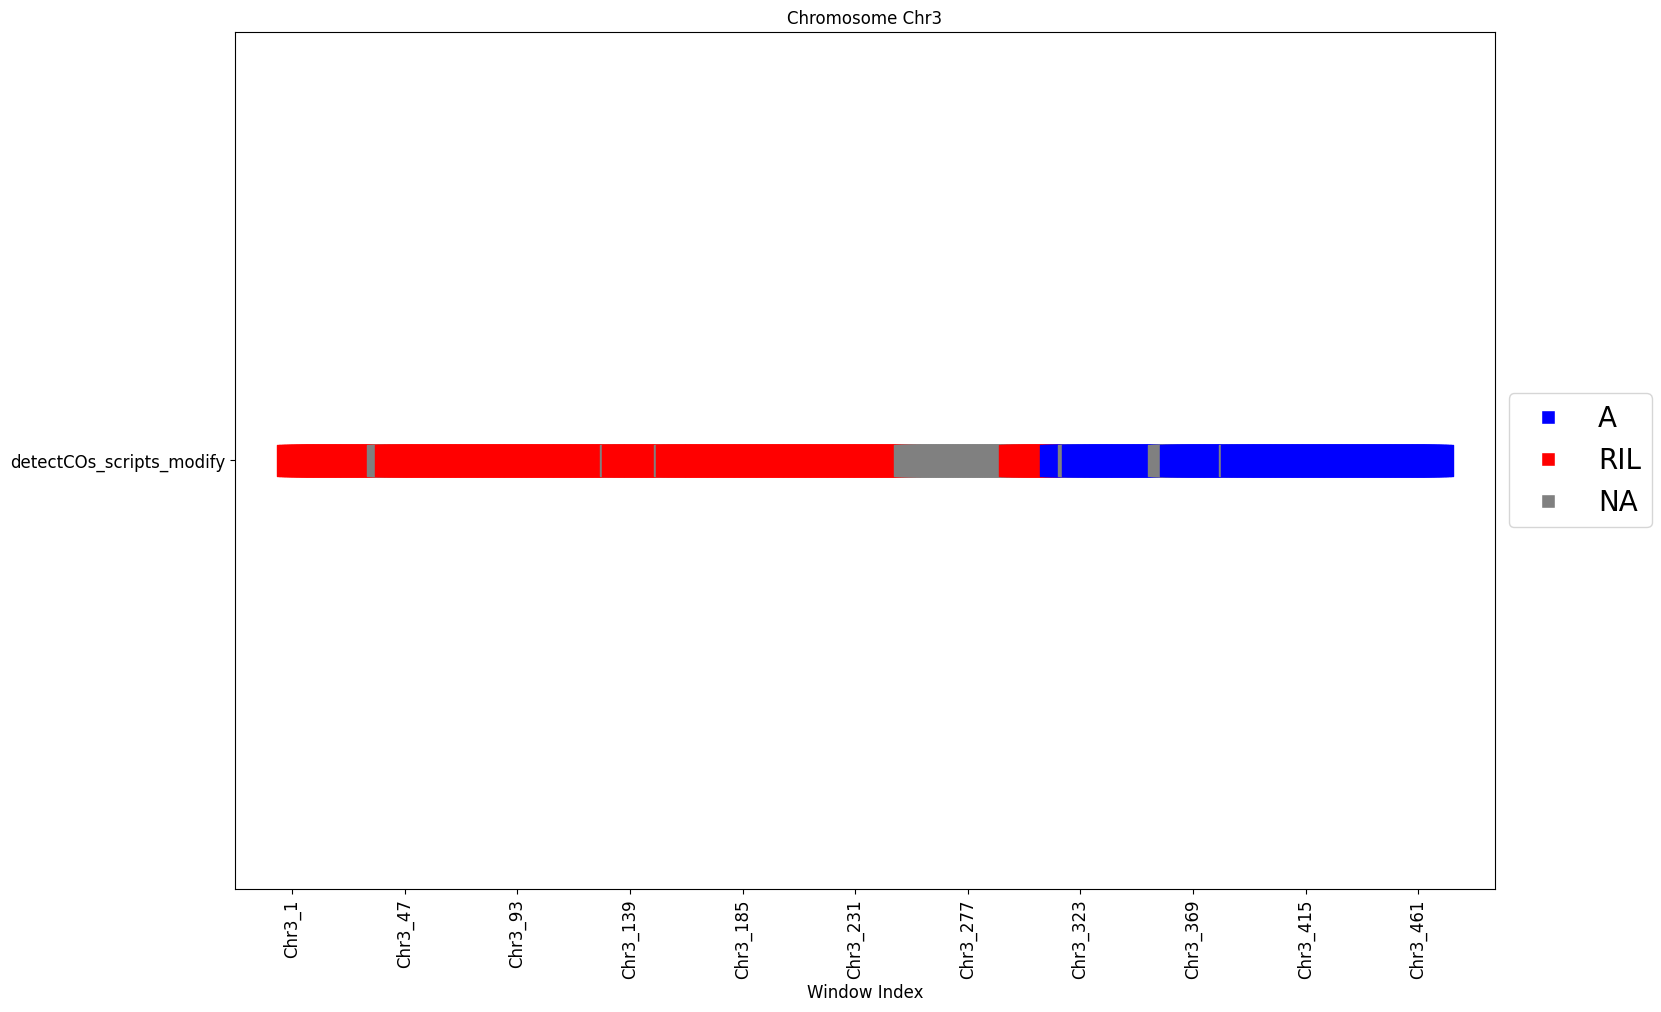 Chromosome Chr3
detectCOs_scripts_modify
A
RIL
NA
Chr3_1
Chr3_47
Chr3_93
Chr3_139
Chr3_185
Chr3_231
Chr3_277
Chr3_323
Chr3_369
Chr3_415
Chr3_461
Window Index